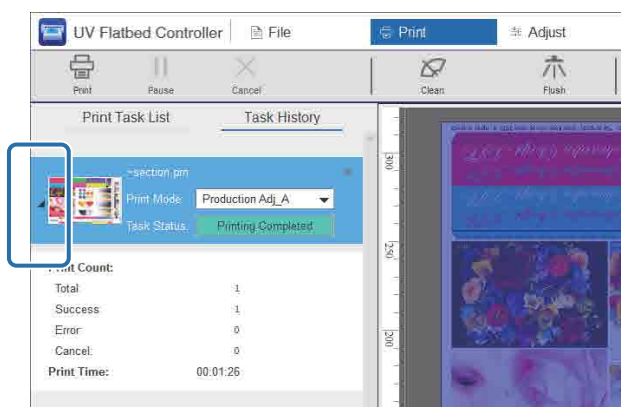 UV Flatbed Controller File Print Adjust
Print Pause Cancel Clean Flush
Print Task List Task History
~section.prn
Print Mode: Production Adj_A
Task Status: Printing Completed
Count:
Total: 1
Success: 1
Error: 0
Cancel: 0
Print Time: 00:01:26
300
250
200